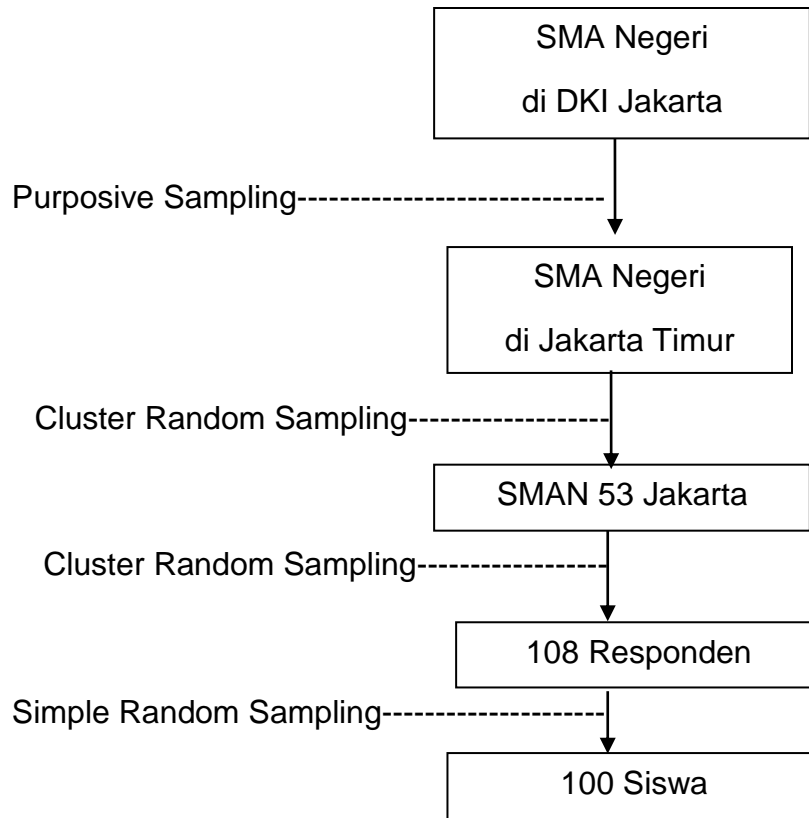 SMA Negeri
di DKI Jakarta
Purposive Sampling----------------------------
SMA Negeri
di Jakarta Timur
Cluster Random Sampling------------------
SMAN 53 Jakarta
Cluster Random Sampling-----------------
108 Responden
Simple Random Sampling--------------------
100 Siswa